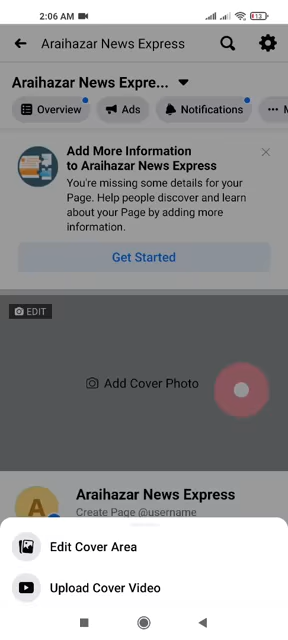 2:06 AM
13
Araihazar News Express
Araihazar News Expre...
Overview
Ads
Notifications
Add More Information
to Araihazar News Express
You're missing some details for your
Page. Help people discover and learn
about your Page by adding more
information.
Get Started
EDIT
Add Cover Photo
A
Araihazar News Express
Create Page @username
Edit Cover Area
Upload Cover Video